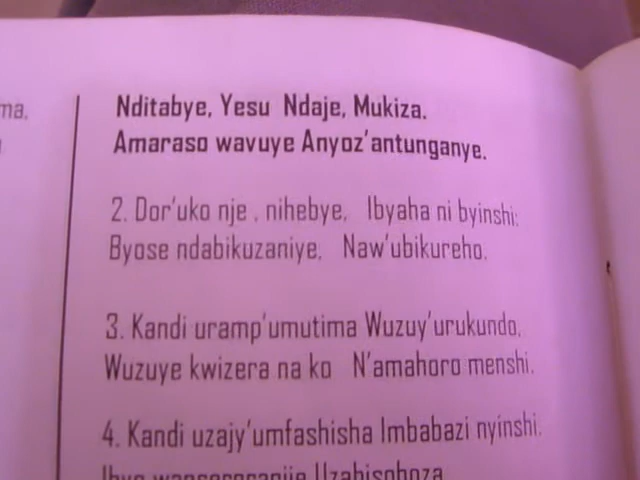 ma,
Nditabye, Yesu Ndaje, Mukiza.
Amaraso wavuye Anyoz'antunganye.
2. Dor'uko nje , nihebye, Ibyaha ni byinshi;
Byose ndabikuzaniye, Naw'ubikureho.
3. Kandi uramp'umutima Wuzuy'urukundo,
Wuzuye kwizera na ko N'amahoro menshi.
4. Kandi uzajy'umfashisha Imbabazi nyinshi;